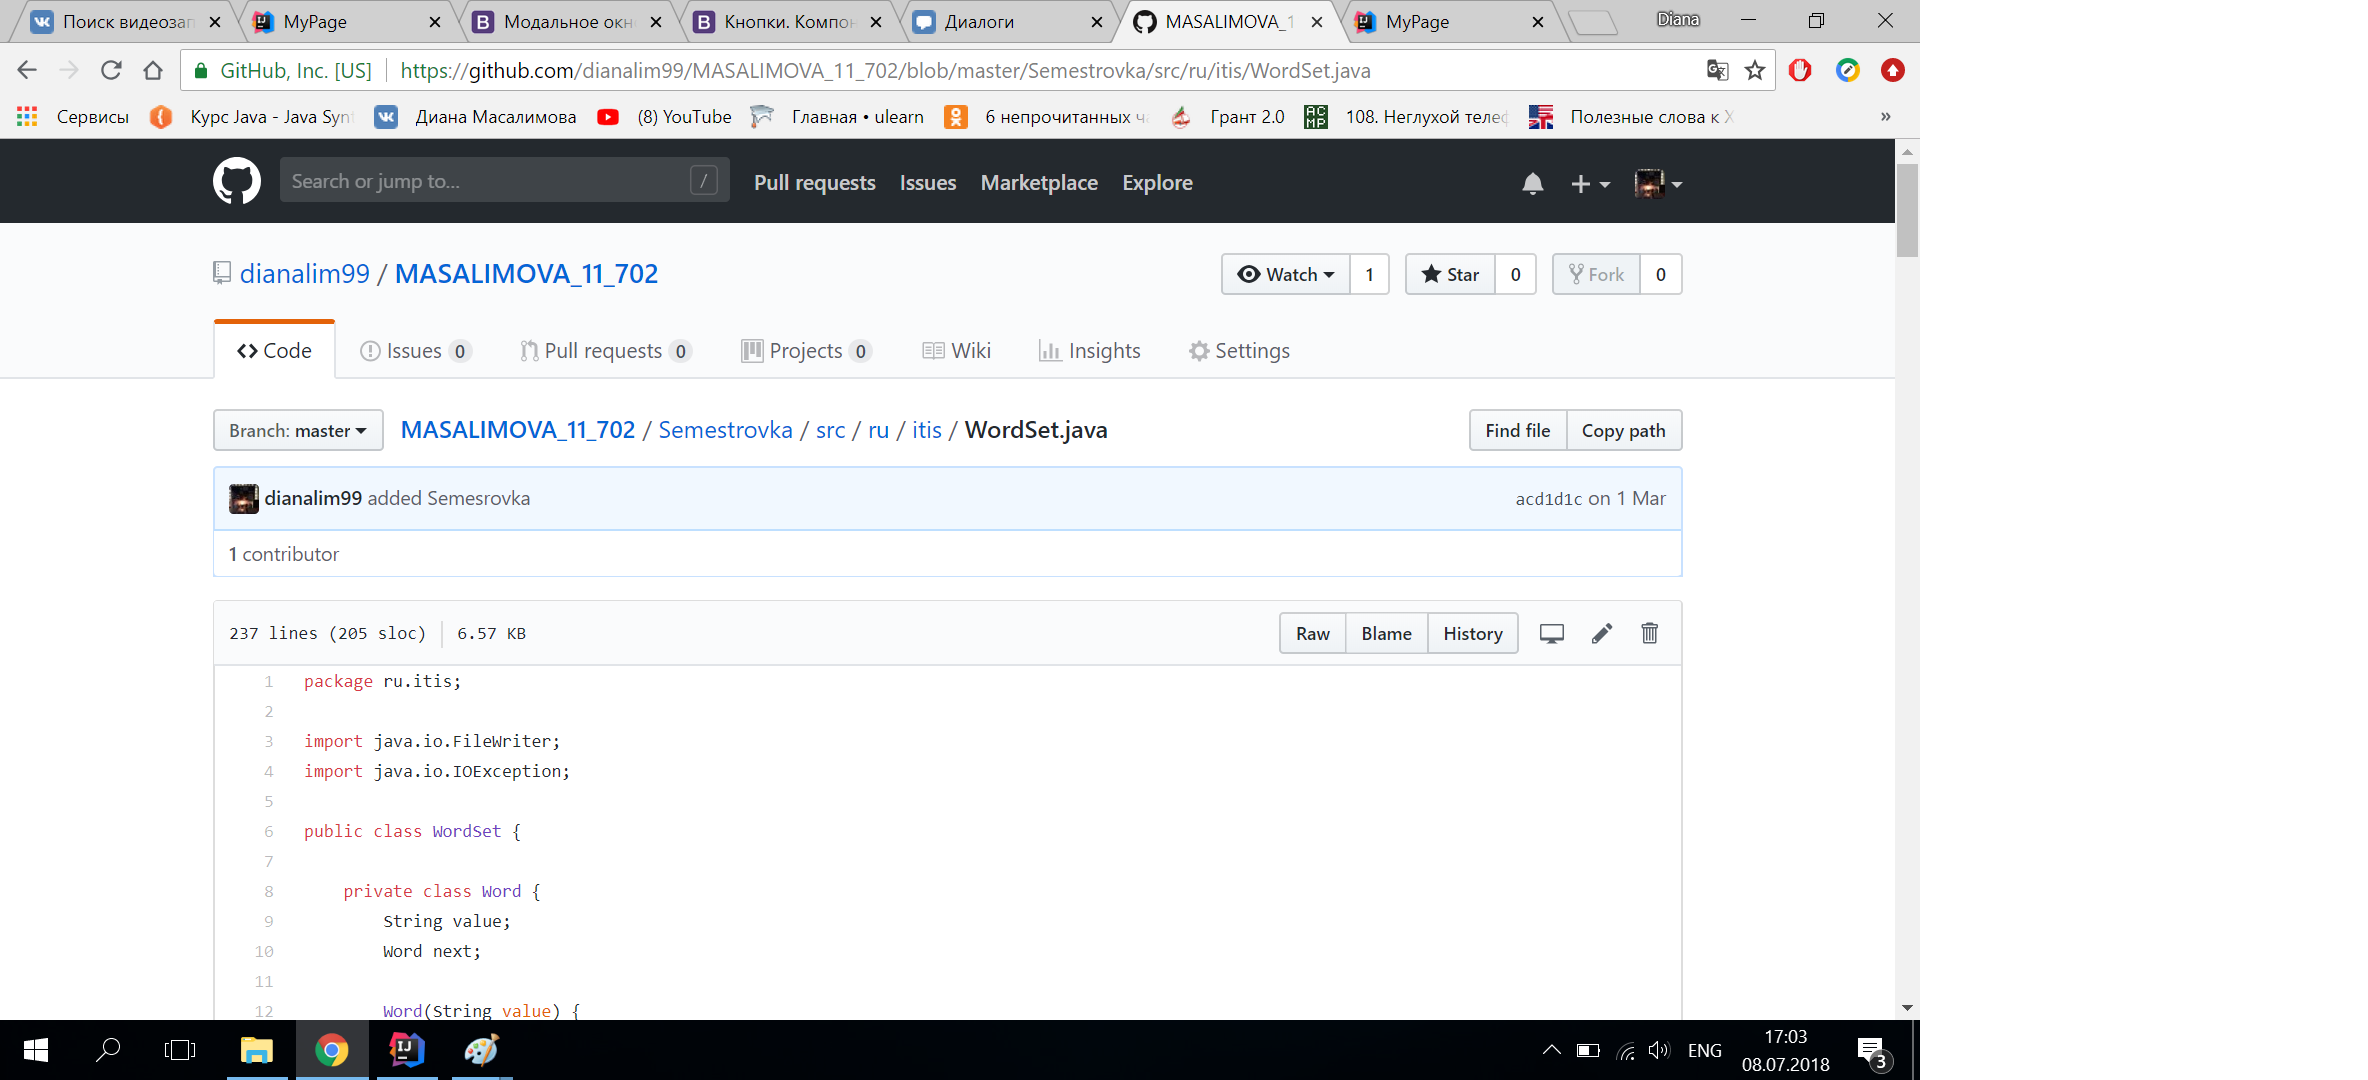 Поиск видеозап MyPage Модальное окн Кнопки. Компон Диалоги MASALIMOVA_1 MyPage Diana
GitHub, Inc. [US] https://github.com/dianalim99/MASALIMOVA_11_702/blob/master/Semestrovka/src/ru/itis/WordSet.java
Сервисы Курс Java - Java Synt Диана Масалимова (8) YouTube Главная • ulearn 6 непрочитанных ча ACMP 108. Неглухой телеф Грант 2.0 Полезные слова к X »
Search or jump to... / Pull requests Issues Marketplace Explore
dianalim99 / MASALIMOVA_11_702 Watch 1 Star 0 Fork 0
Code Issues 0 Pull requests 0 Projects 0 Wiki Insights Settings
Branch: master MASALIMOVA_11_702 / Semestrovka / src / ru / itis / WordSet.java Find file Copy path
dianalim99 added Semesrovka acd1d1c on 1 Mar
1 contributor
237 lines (205 sloc) 6.57 KB Raw Blame History
1 package ru.itis;
2
3 import java.io.FileWriter;
4 import java.io.IOException;
5
6 public class WordSet {
7
8 private class Word {
9 String value;
10 Word next;
11
12 Word(String value) {
ENG 17:03
08.07.2018 3